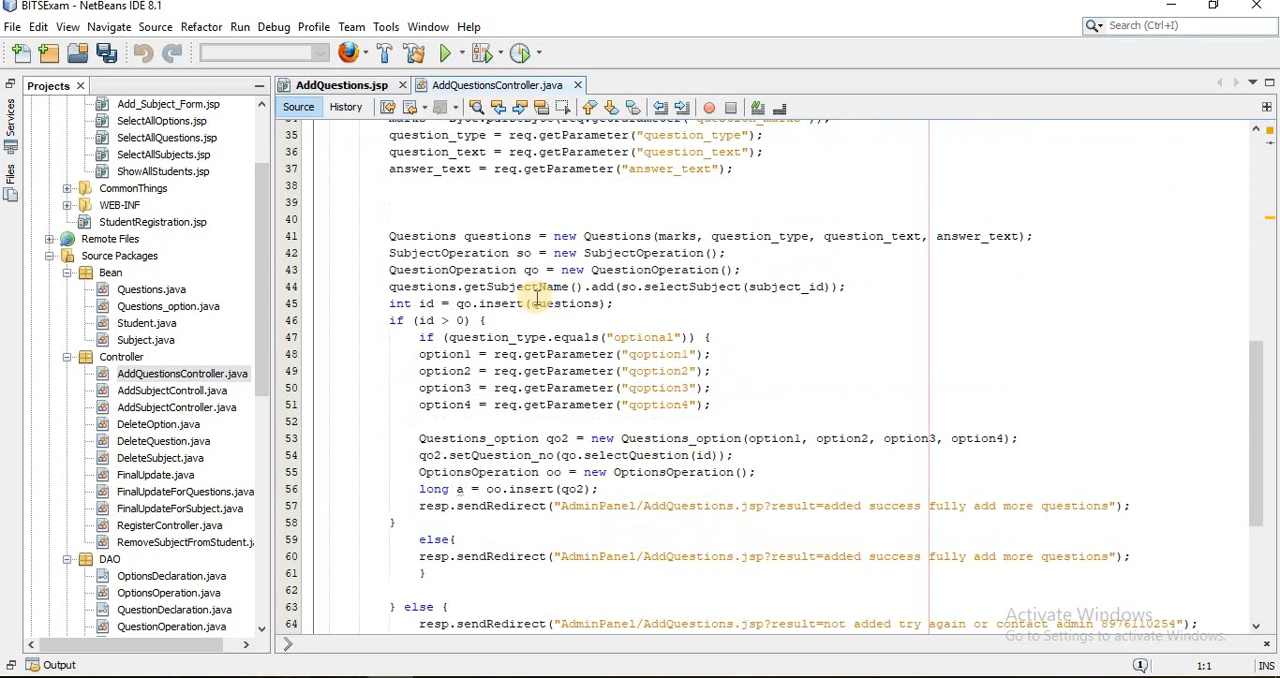 BITSExam - NetBeans IDE 8.1
File Edit View Navigate Source Refactor Run Debug Profile Team Tools Window Help
Search (Ctrl+I)
Projects
AddQuestions.jsp
AddQuestionsController.java
Source History
Services
Files
Add_Subject_Form.jsp
SelectAllOptions.jsp
SelectAllQuestions.jsp
SelectAllSubjects.jsp
ShowAllStudents.jsp
CommonThings
WEB-INF
StudentRegistration.jsp
Remote Files
Source Packages
Bean
Questions.java
Questions_option.java
Student.java
Subject.java
Controller
AddQuestionsController.java
AddSubjectControll.java
AddSubjectController.java
DeleteOption.java
DeleteQuestion.java
DeleteSubject.java
FinalUpdate.java
FinalUpdateForQuestions.java
FinalUpdateForSubject.java
RegisterController.java
RemoveSubjectFromStudent.j
DAO
OptionsDeclaration.java
OptionsOperation.java
QuestionDeclaration.java
QuestionOperation.java
35 question_type = req.getParameter("question_type");
36 question_text = req.getParameter("question_text");
37 answer_text = req.getParameter("answer_text");
38
39
40
41 Questions questions = new Questions(marks, question_type, question_text, answer_text);
42 SubjectOperation so = new SubjectOperation();
43 QuestionOperation qo = new QuestionOperation();
44 questions.getSubjectName().add(so.selectSubject(subject_id));
45 int id = qo.insert(questions);
46 if (id > 0) {
47 if (question_type.equals("optional")) {
48 option1 = req.getParameter("qoption1");
49 option2 = req.getParameter("qoption2");
50 option3 = req.getParameter("qoption3");
51 option4 = req.getParameter("qoption4");
52
53 Questions_option qo2 = new Questions_option(option1, option2, option3, option4);
54 qo2.setQuestion_no(qo.selectQuestion(id));
55 OptionsOperation oo = new OptionsOperation();
56 long a = oo.insert(qo2);
57 resp.sendRedirect("AdminPanel/AddQuestions.jsp?result=added success fully add more questions");
58 }
59 else{
60 resp.sendRedirect("AdminPanel/AddQuestions.jsp?result=added success fully add more questions");
61 }
62
63 } else {
64 resp.sendRedirect("AdminPanel/AddQuestions.jsp?result=not added try again or contact admin 8976110254");
Activate Windows
Go to Settings to activate Windows.
Output
1
1:1
INS